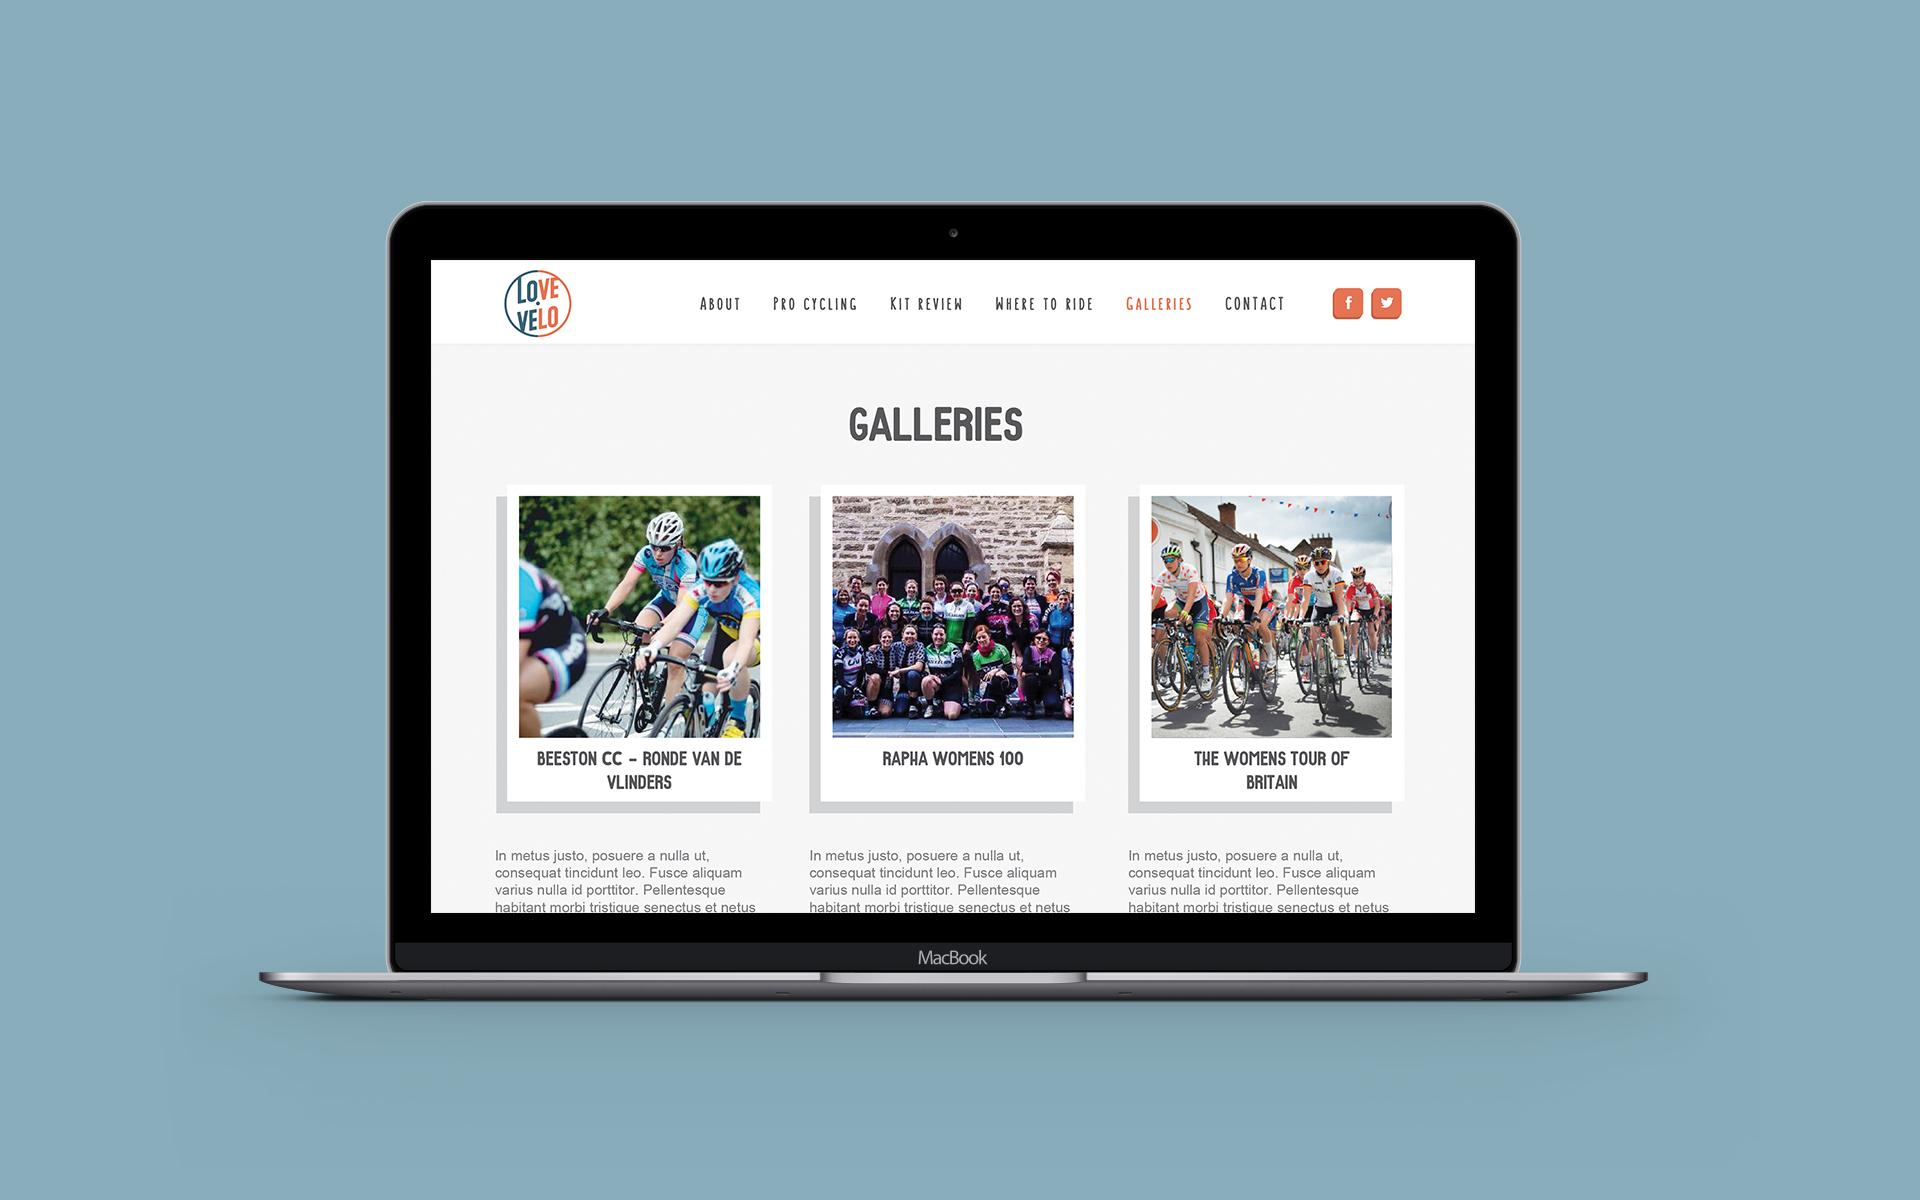 LOVE
VELO
ABOUT
PRO CYCLING
KIT REVIEW
WHERE TO RIDE
GALLERIES
CONTACT
GALLERIES
BEESTON CC - RONDE VAN DE
VLINDERS
RAPHA WOMENS 100
THE WOMENS TOUR OF
BRITAIN
In metus justo, posuere a nulla ut,
consequat tincidunt leo. Fusce aliquam
varius nulla id porttitor. Pellentesque
habitant morbi tristique senectus et netus
In metus justo, posuere a nulla ut,
consequat tincidunt leo. Fusce aliquam
varius nulla id porttitor. Pellentesque
habitant morbi tristique senectus et netus
In metus justo, posuere a nulla ut,
consequat tincidunt leo. Fusce aliquam
varius nulla id porttitor. Pellentesque
habitant morbi tristique senectus et netus
MacBook